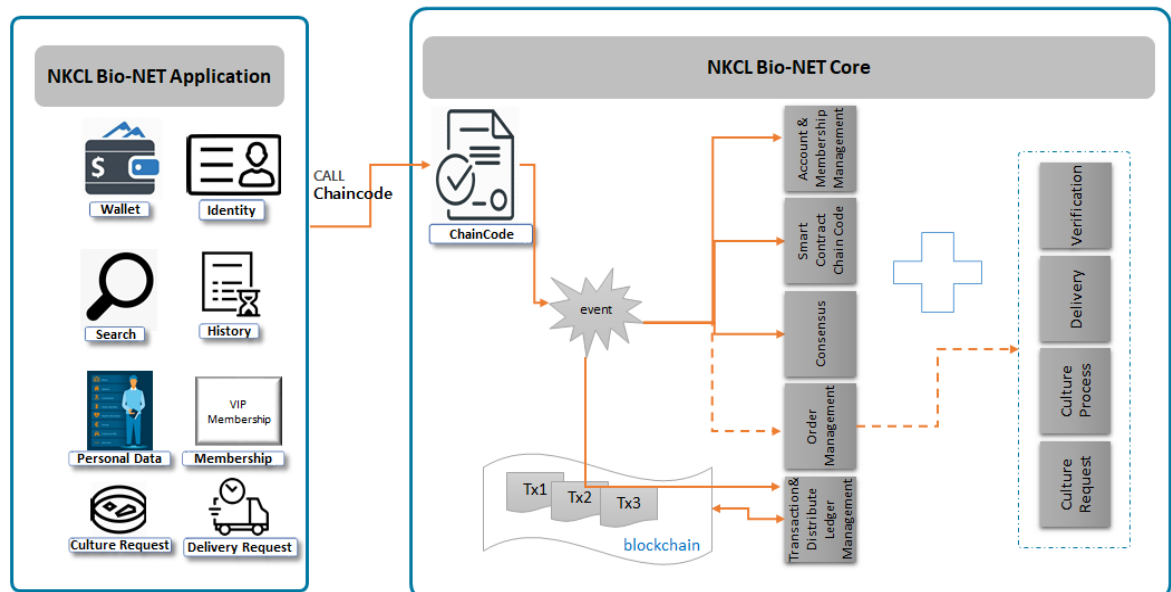 NKCL Bio-NET Application
Wallet
Identity
Search
History
VIP
Membership
Personal Data
Membership
Culture Request
Delivery Request
CALL
Chaincode
NKCL Bio-NET Core
ChainCode
event
Account &
Membership
Management
Smart
Contract
Chain Code
Consensus
Order
Management
Transaction&
Distribute
Ledger
Management
Tx1
Tx2
Tx3
blockchain
Verification
Delivery
Culture
Process
Culture
Request